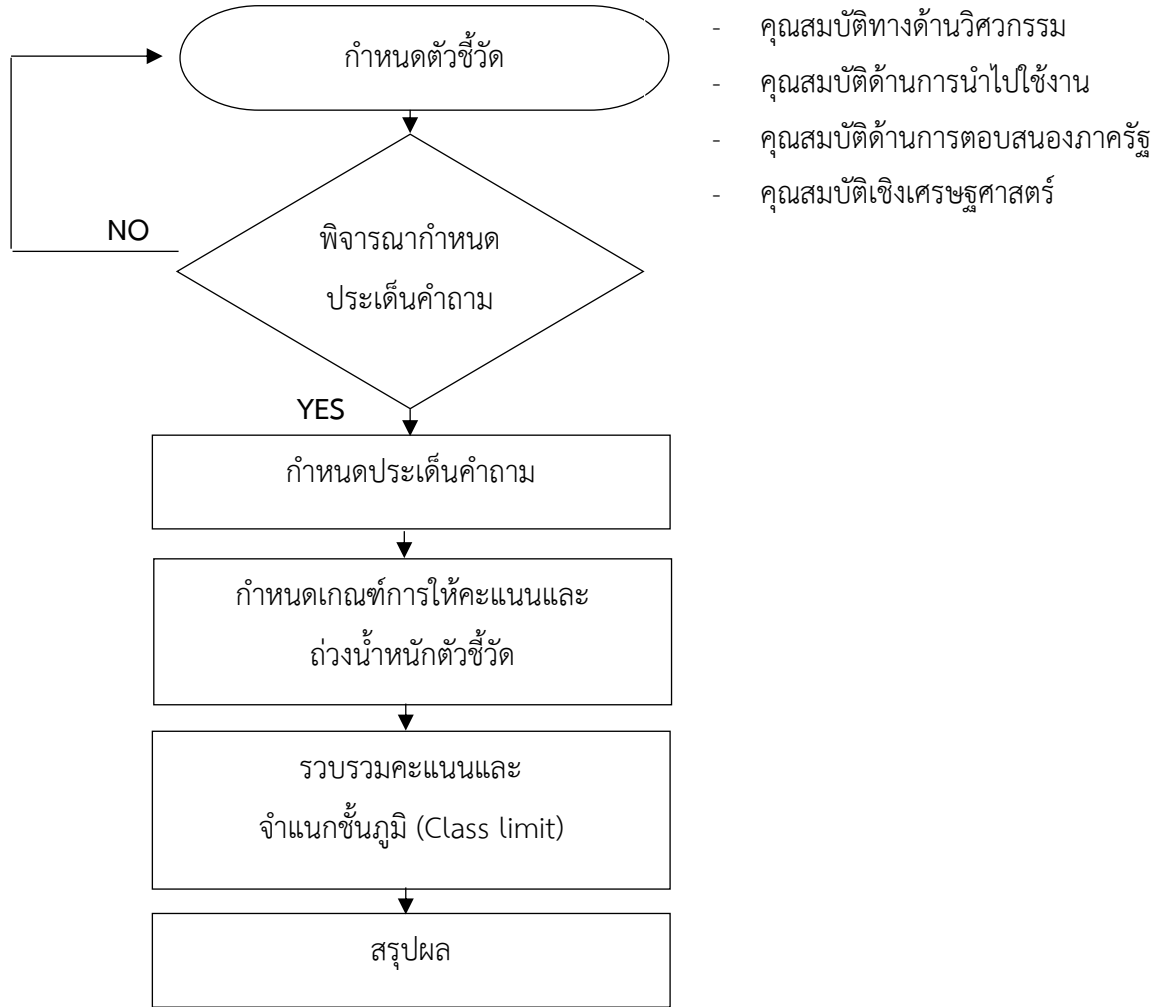 กำหนดตัวชี้วัด
- คุณสมบัติทางด้านวิศวกรรม
- คุณสมบัติด้านการนำไปใช้งาน
- คุณสมบัติด้านการตอบสนองภาครัฐ
- คุณสมบัติเชิงเศรษฐศาสตร์
NO
พิจารณากำหนด
ประเด็นคำถาม
YES
กำหนดประเด็นคำถาม
กำหนดเกณฑ์การให้คะแนนและ
ถ่วงน้ำหนักตัวชี้วัด
รวบรวมคะแนนและ
จำแนกชั้นภูมิ (Class limit)
สรุปผล